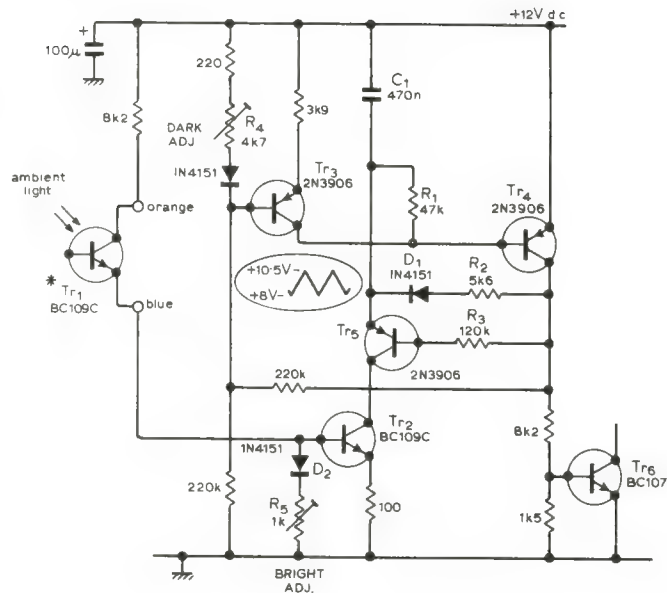 +12V d c
+
100μ
8k2
220
DARK
ADJ
R4
4k7
3k9
C1
470n
Tr3
2N3906
1N4151
R1
47k
Tr4
2N3906
ambient
light
orange
* Tr1
BC109C
blue
+10·5V
+8V
D1
1N4151
R2
5k6
Tr5
2N3906
R3
120k
220k
1N4151
D2
Tr2
BC109C
8k2
Tr6
BC107
220k
R5
1k
100
1k5
BRIGHT
ADJ.